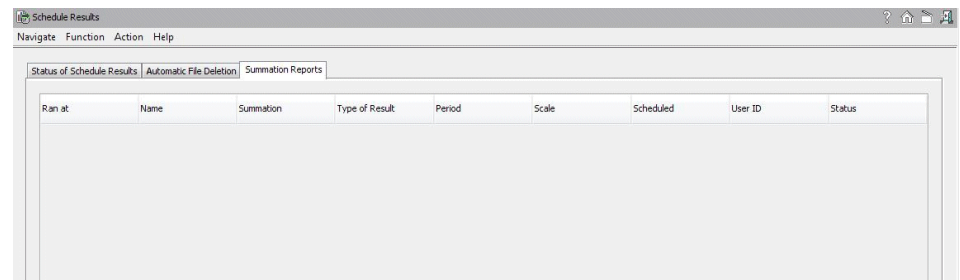 Schedule Results
Navigate Function Action Help
Status of Schedule Results Automatic File Deletion Summation Reports
Ran at Name Summation Type of Result Period Scale Scheduled User ID Status